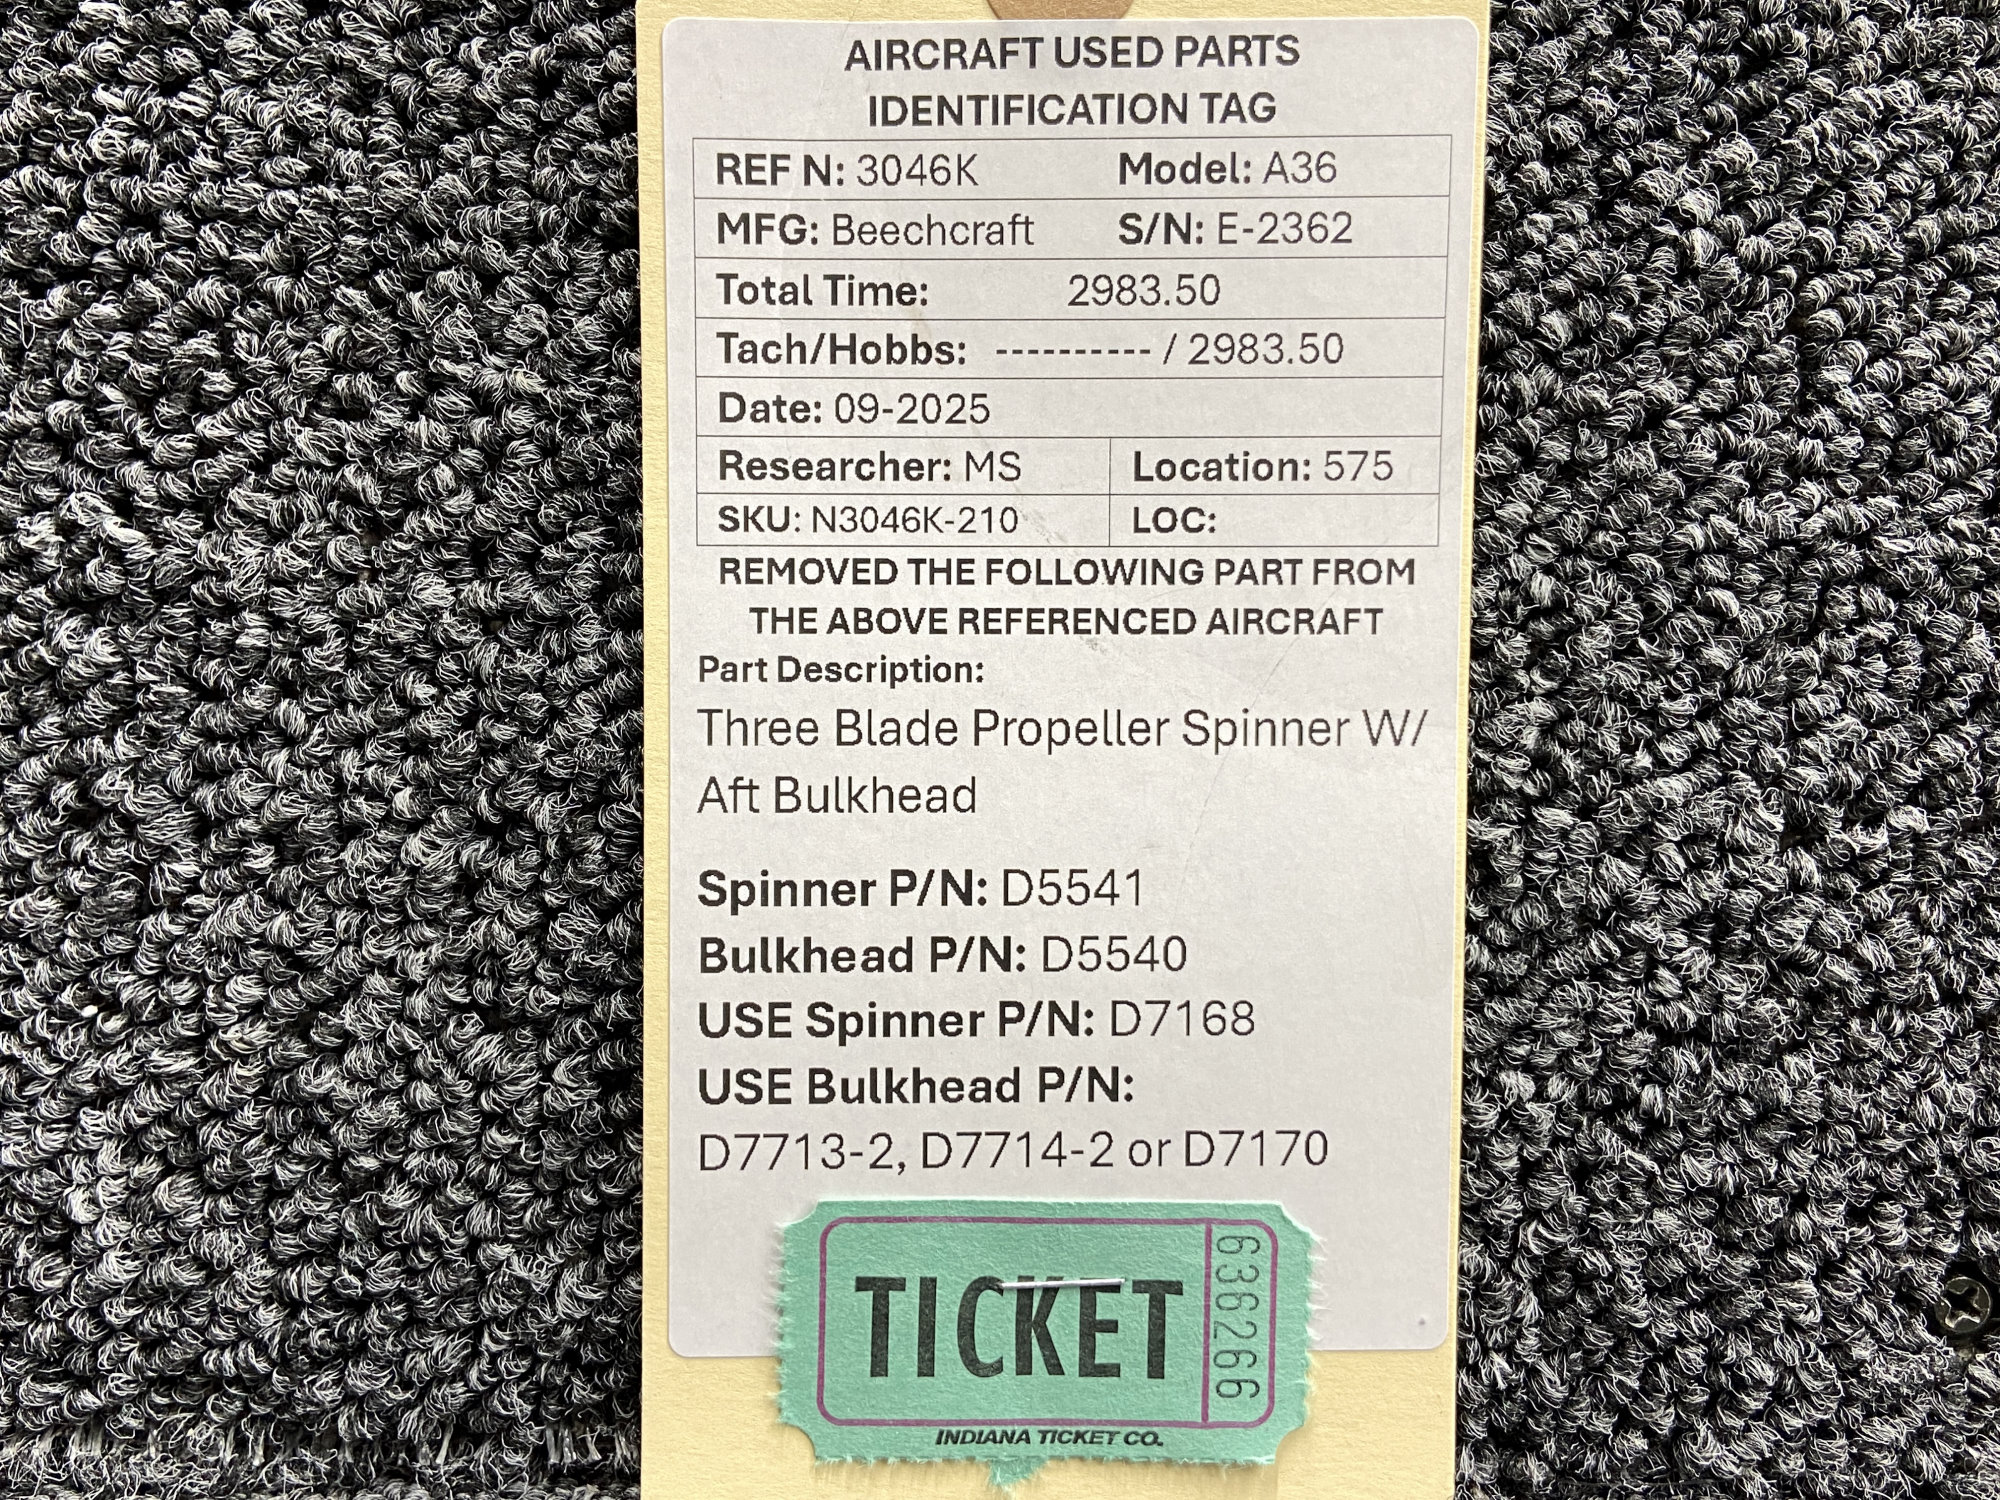 AIRCRAFT USED PARTS
IDENTIFICATION TAG
REF N: 3046K Model: A36
MFG: Beechcraft S/N: E-2362
Total Time: 2983.50
Tach/Hobbs: ---------- / 2983.50
Date: 09-2025
Researcher: MS Location: 575
SKU: N3046K-210 LOC:
REMOVED THE FOLLOWING PART FROM
THE ABOVE REFERENCED AIRCRAFT
Part Description:
Three Blade Propeller Spinner W/
Aft Bulkhead
Spinner P/N: D5541
Bulkhead P/N: D5540
USE Spinner P/N: D7168
USE Bulkhead P/N:
D7713-2, D7714-2 or D7170
TICKET
636266
INDIANA TICKET CO.